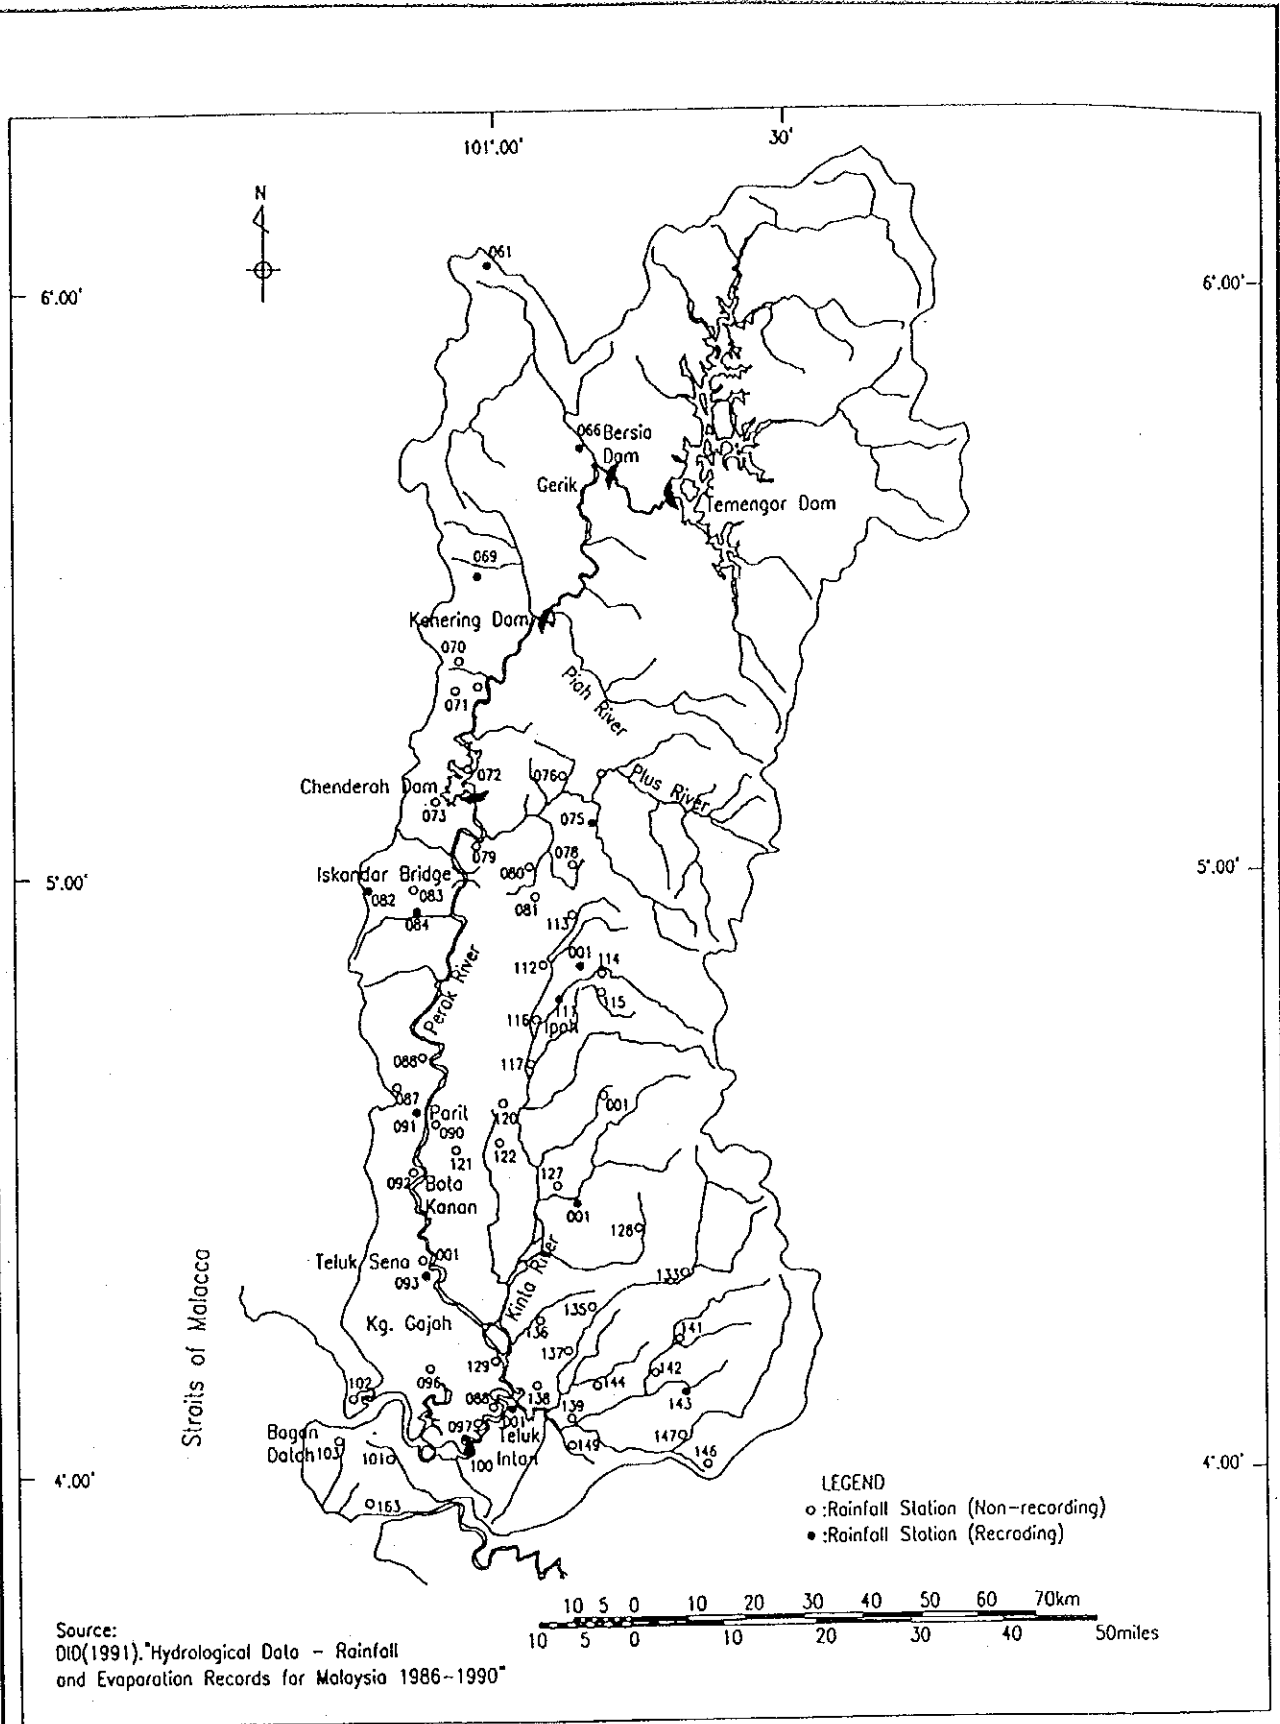 101°.00'
30'
N
061
6°.00'
6°.00'
066
Bersia
Dam
Gerik
Temengor Dam
069
Kenering Dam
070
071
Piah River
072
076
Plus River
Chenderoh Dam
073
075
079
078
080
Iskandar Bridge
5°.00'
5°.00'
082
083
081
084
113
001
114
112
Perak River
115
111
116
Ipoh
088
117
087
001
091
Parit
120
090
121
122
127
092
Bota
Kanan
001
128
Teluk Sena
001
Kinta River
133
093
Straits of Malacca
135
Kg. Gajah
136
141
137
129
142
102
096
144
088
138
143
139
001
097
Bagan
Datoh
Teluk
Intan
103
101
149
147
100
146
4°.00'
4°.00'
LEGEND
163
:Rainfall Station (Non-recording)
:Rainfall Station (Recroding)
10 5 0 10 20 30 40 50 60 70km
10 5 0 10 20 30 40 50miles
Source:
DID(1991)."Hydrological Data - Rainfall
and Evaporation Records for Malaysia 1986~1990"